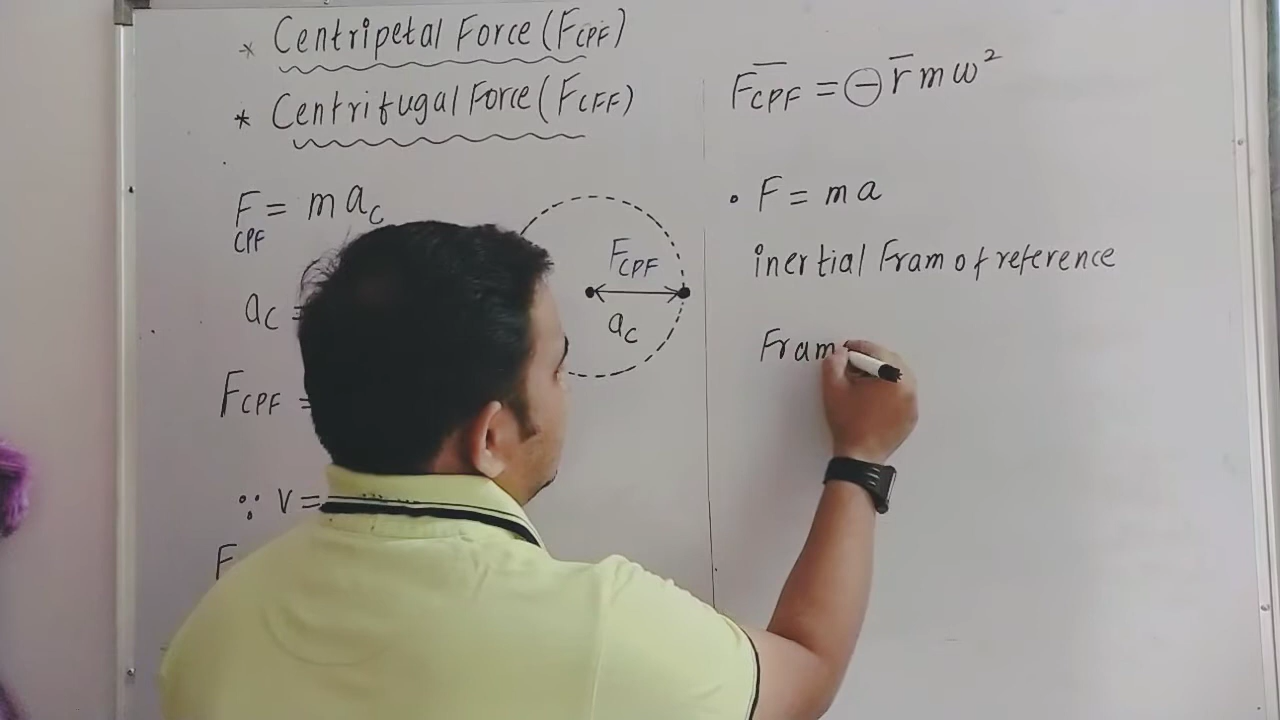 * Centripetal Force (FCPF)
* Centrifugal Force (FCFF)
F = mac
CPF
ac =
FCPF =
∵ V =
F
FCPF
ac
FCPF = ⊖ r̄ m ω²
• F = ma
inertial Fram of reference
Fram